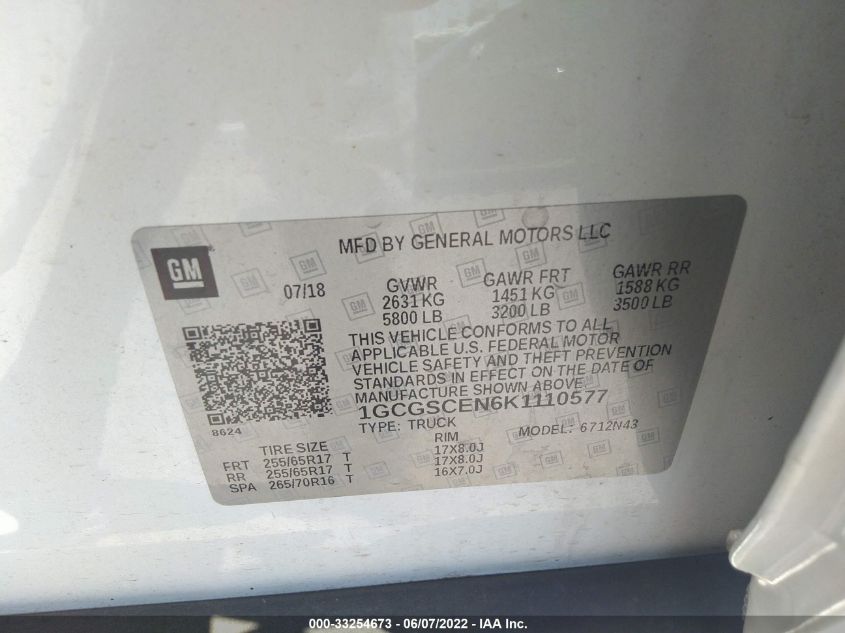 MFD BY GENERAL MOTORS LLC
GM
07/18
GVWR GAWR FRT GAWR RR
2631 KG 1451 KG 1588 KG
5800 LB 3200 LB 3500 LB
THIS VEHICLE CONFORMS TO ALL
APPLICABLE U.S. FEDERAL MOTOR
VEHICLE SAFETY AND THEFT PREVENTION
STANDARDS IN EFFECT ON THE DATE OF
MANUFACTURE SHOWN ABOVE.
1GCGSCEN6K1110577
8624
TYPE: TRUCK MODEL: 6712N43
TIRE SIZE RIM
FRT 255/65R17 T 17X8.0J
RR 255/65R17 T 17X8.0J
SPA 265/70R16 T 16X7.0J
000-33254673 - 06/07/2022 - IAA Inc.